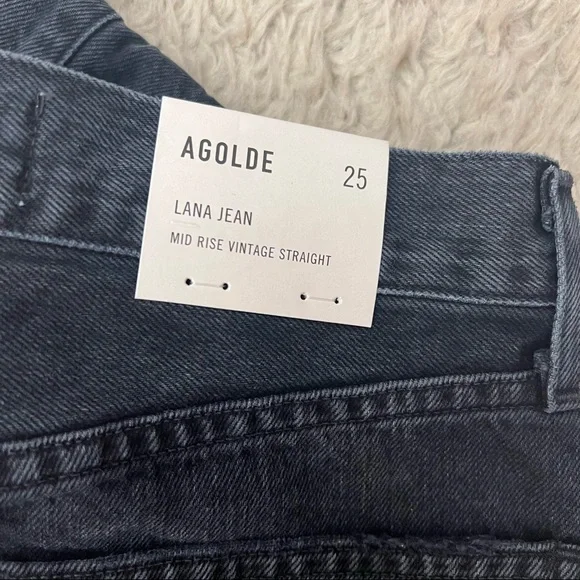 AGOLDE 25
LANA JEAN
MID RISE VINTAGE STRAIGHT